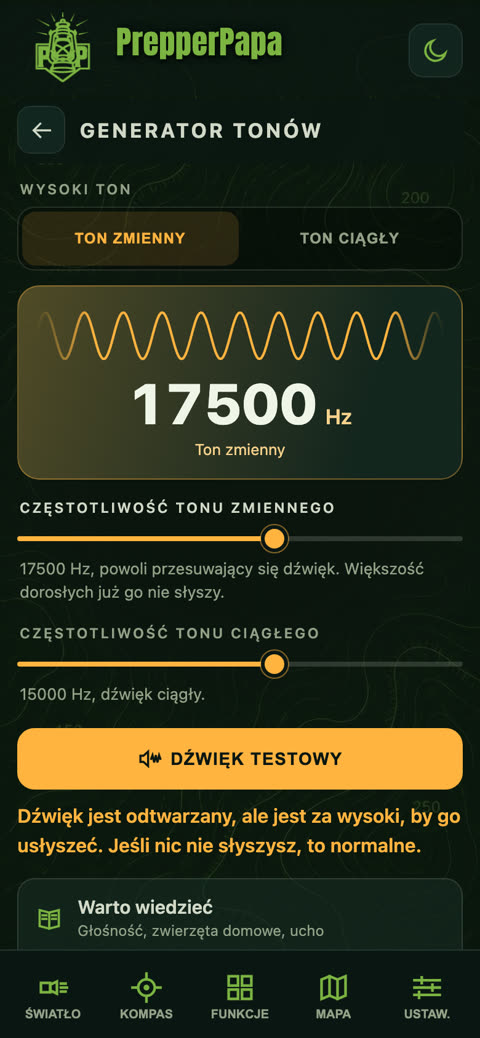 PrepperPapa
GENERATOR TONÓW
200
WYSOKI TON
TON ZMIENNY
TON CIĄGŁY
17500 Hz
Ton zmienny
CZĘSTOTLIWOŚĆ TONU ZMIENNEGO
17500 Hz, powoli przesuwający się dźwięk. Większość
dorosłych już go nie słyszy.
CZĘSTOTLIWOŚĆ TONU CIĄGŁEGO
15000 Hz, dźwięk ciągły.
DŹWIĘK TESTOWY
250
Dźwięk jest odtwarzany, ale jest za wysoki, by go
usłyszeć. Jeśli nic nie słyszysz, to normalne.
Warto wiedzieć
Głośność, zwierzęta domowe, ucho
ŚWIATŁO
KOMPAS
FUNKCJE
MAPA
USTAW.